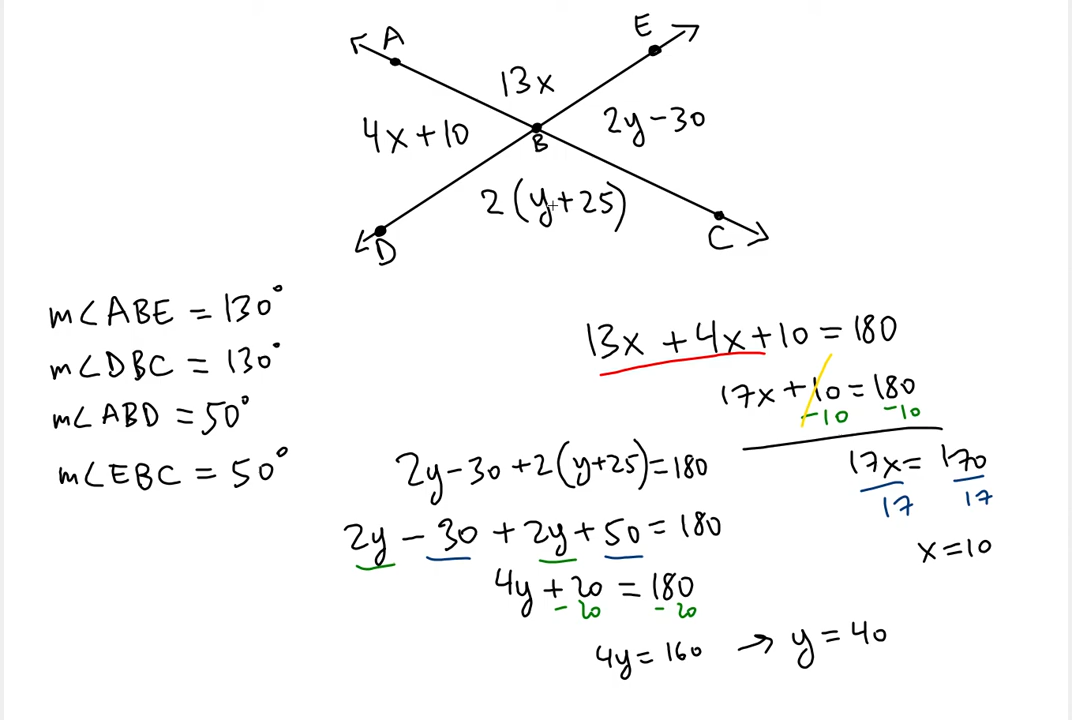 A
E
13x
4x+10
2y-30
B
2(y+25)
D
C
m∠ABE = 130°
m∠DBC = 130°
m∠ABD = 50°
m∠EBC = 50°
13x + 4x + 10 = 180
17x + 10 = 180
-10 -10
17x = 170
17 17
x = 10
2y-30 + 2(y+25) = 180
2y - 30 + 2y + 50 = 180
4y + 20 = 180
-20 -20
4y = 160 → y = 40